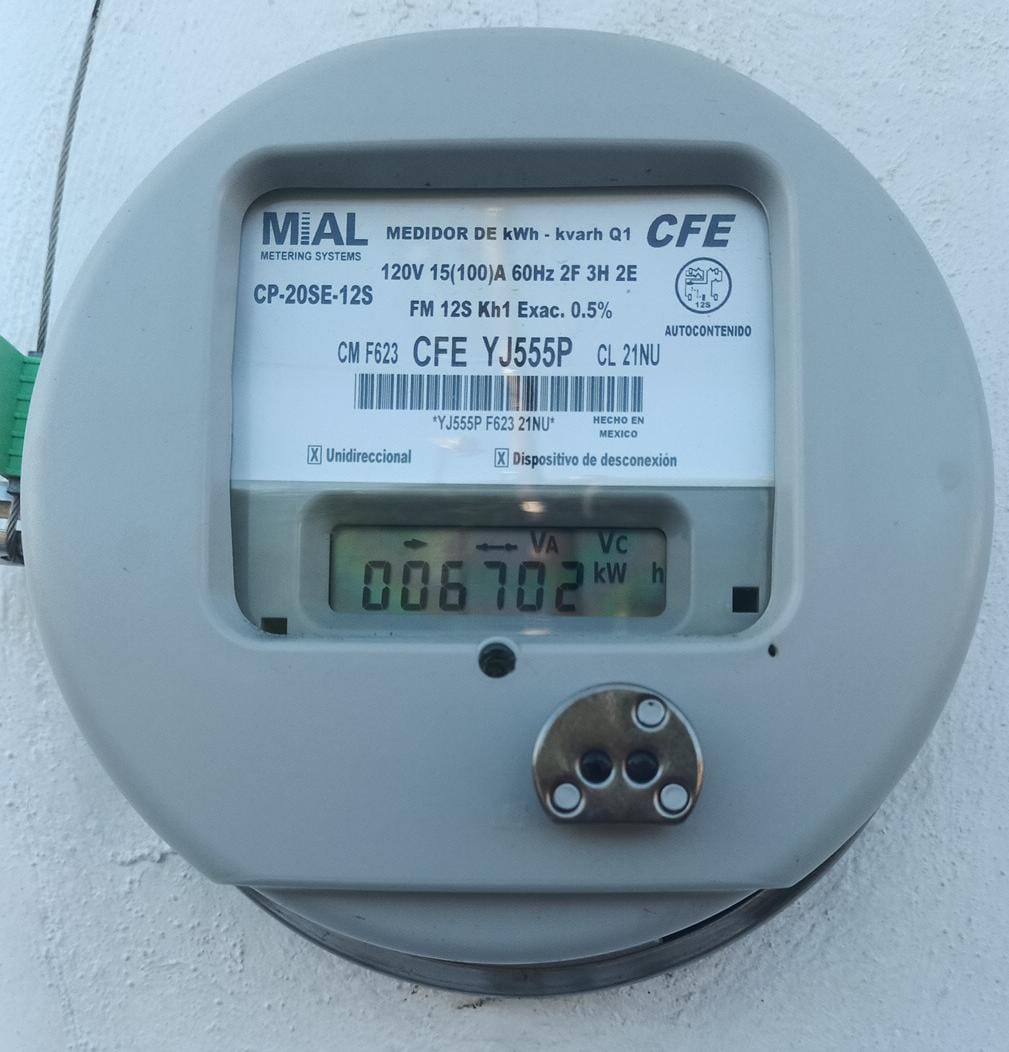 MIAL
METERING SYSTEMS
MEDIDOR DE kWh - kvarh Q1
CFE
120V 15(100)A 60Hz 2F 3H 2E
CP-20SE-12S
FM 12S Kh1 Exac. 0.5%
12S
AUTOCONTENIDO
CM F623 CFE YJ555P CL 21NU
*YJ555P F623 21NU*
HECHO EN
MEXICO
X Unidireccional
X Dispositivo de desconexión
VA VC
006702 kW h